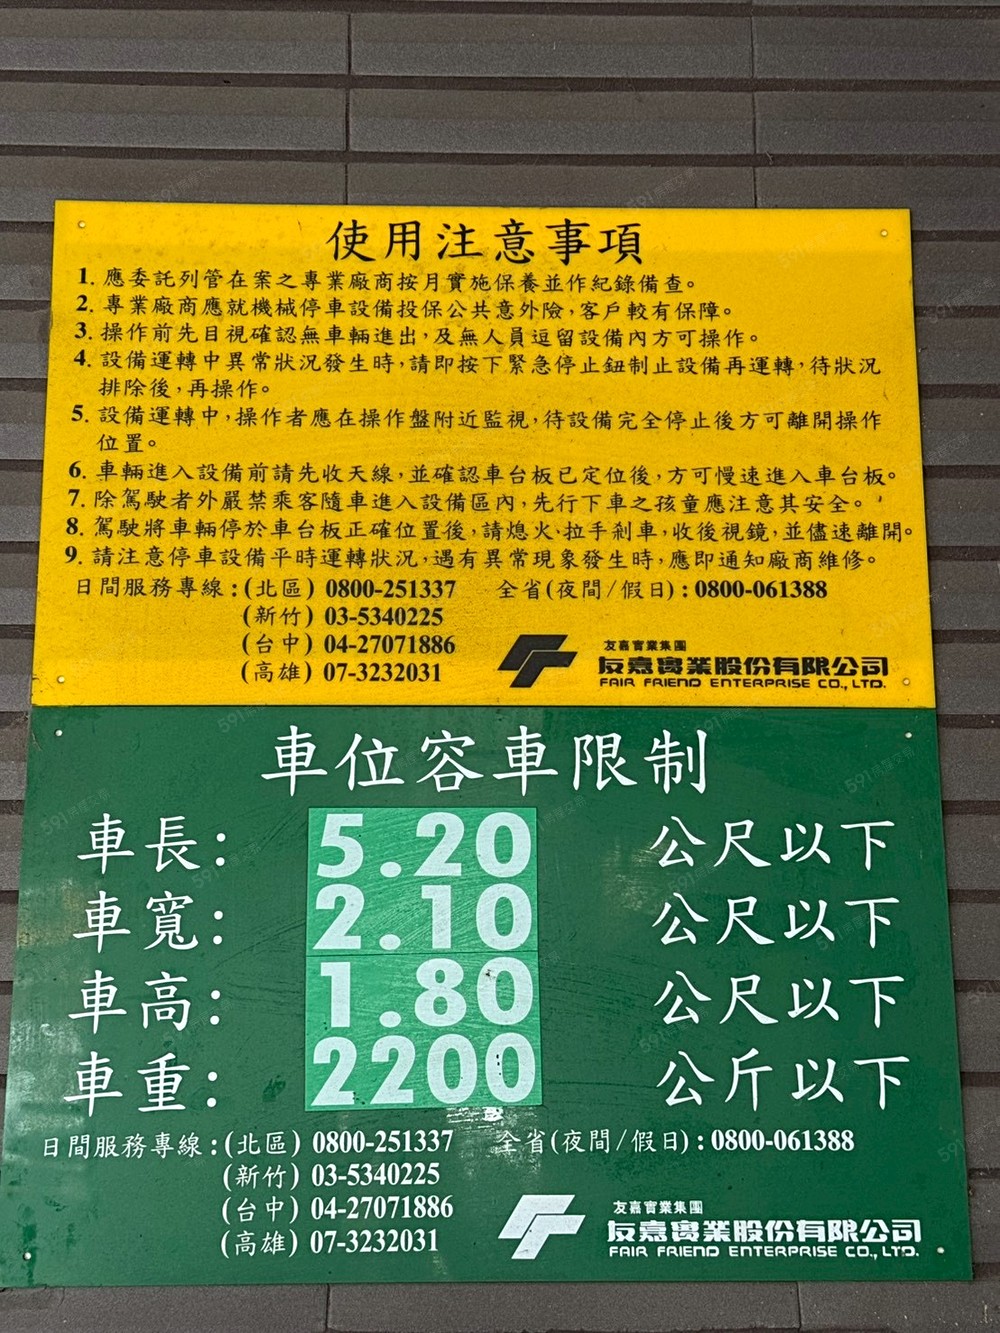 使用注意事項
1. 應委託列管在案之專業廠商按月實施保養並作紀錄備查。
2. 專業廠商應就機械停車設備投保公共意外險，客戶較有保障。
3. 操作前先目視確認無車輛進出，及無人員逗留設備內方可操作。
4. 設備運轉中異常狀況發生時，請即按下緊急停止鈕制止設備再運轉，待狀況
排除後，再操作。
5. 設備運轉中，操作者應在操作盤附近監視，待設備完全停止後方可離開操作
位置。
6. 車輛進入設備前請先收天線，並確認車台板已定位後，方可慢速進入車台板。
7. 除駕駛者外嚴禁乘客隨車進入設備區內，先行下車之孩童應注意其安全。
8. 駕駛將車輛停於車台板正確位置後，請熄火、拉手剎車，收後視鏡，並儘速離開。
9. 請注意停車設備平時運轉狀況，遇有異常現象發生時，應即通知廠商維修。
日間服務專線：(北區) 0800-251337 全省(夜間/假日)：0800-061388
(新竹) 03-5340225
(台中) 04-27071886
(高雄) 07-3232031
友嘉實業集團
友嘉實業股份有限公司
FAIR FRIEND ENTERPRISE CO., LTD.
車位容車限制
車長： 5.20 公尺以下
車寬： 2.10 公尺以下
車高： 1.80 公尺以下
車重： 2200 公斤以下
日間服務專線：(北區) 0800-251337 全省(夜間/假日)：0800-061388
(新竹) 03-5340225
(台中) 04-27071886
(高雄) 07-3232031
友嘉實業集團
友嘉實業股份有限公司
FAIR FRIEND ENTERPRISE CO., LTD.